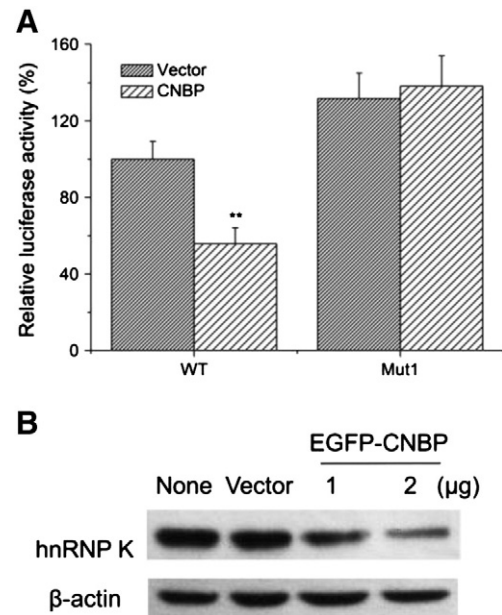 A
Relative luciferase activity (%)
160
120
80
40
0
Vector
CNBP
**
WT
Mut1
B
EGFP-CNBP
None Vector 1 2 (μg)
hnRNP K
β-actin